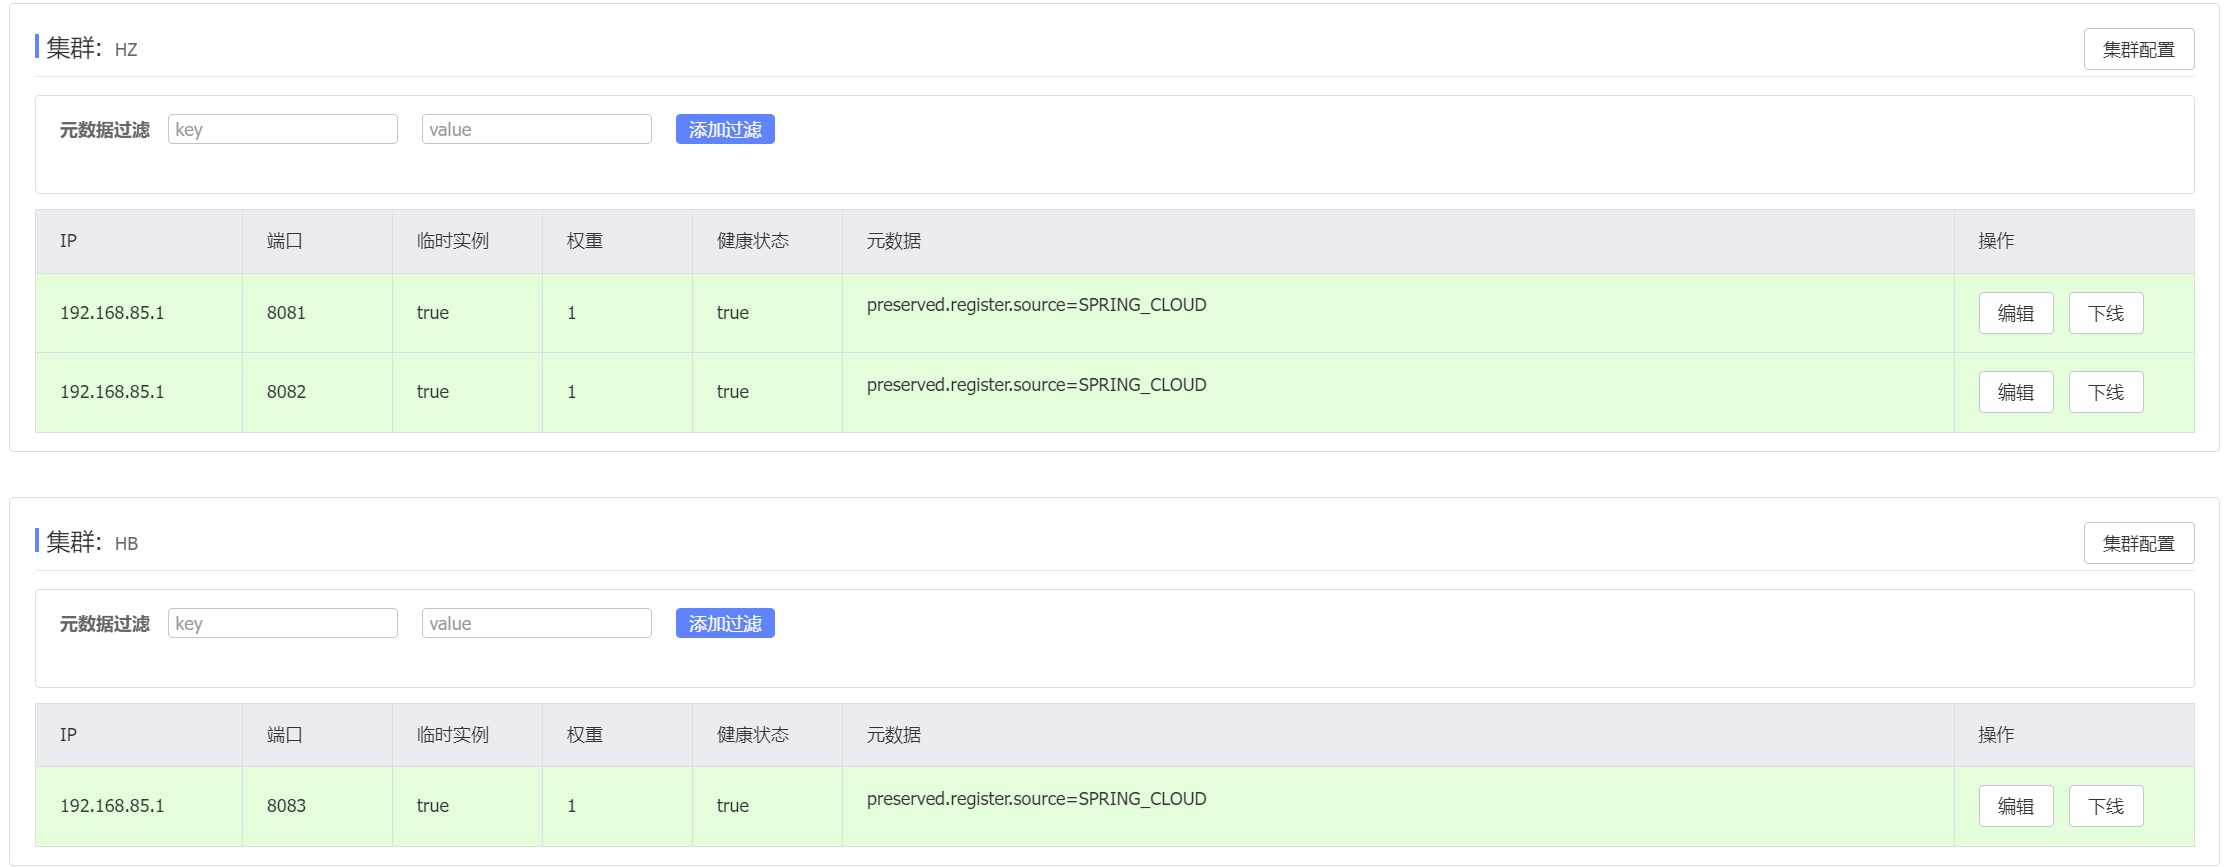 集群: HZ 集群配置
元数据过滤 key value 添加过滤
IP 端口 临时实例 权重 健康状态 元数据 操作
192.168.85.1 8081 true 1 true preserved.register.source=SPRING_CLOUD 编辑 下线
192.168.85.1 8082 true 1 true preserved.register.source=SPRING_CLOUD 编辑 下线
集群: HB 集群配置
元数据过滤 key value 添加过滤
IP 端口 临时实例 权重 健康状态 元数据 操作
192.168.85.1 8083 true 1 true preserved.register.source=SPRING_CLOUD 编辑 下线